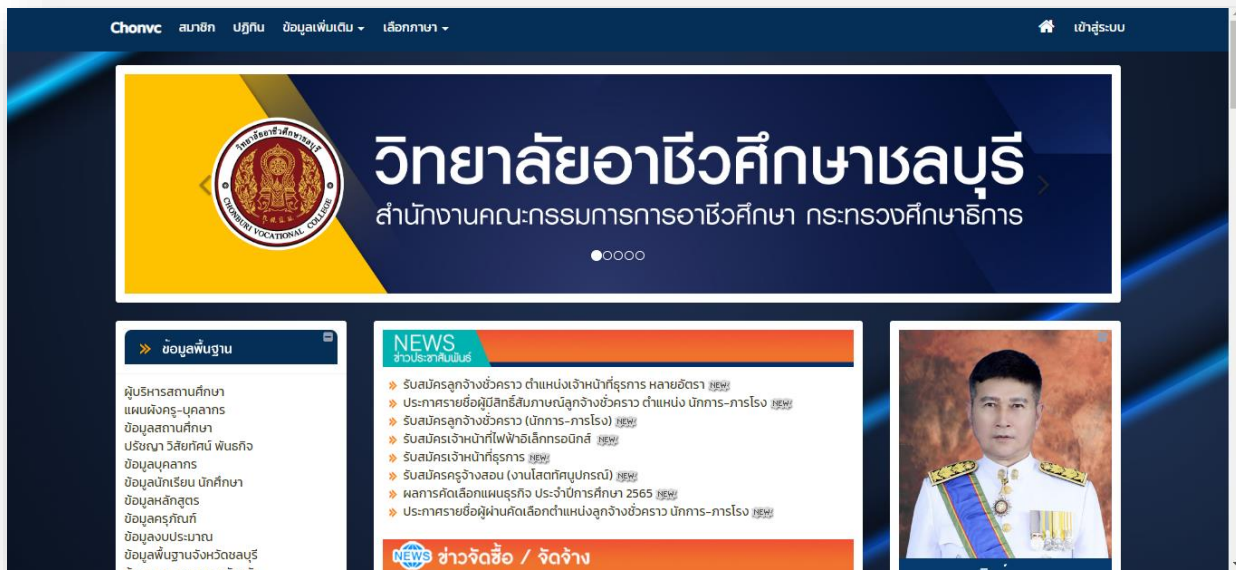 Chonvc สมาชิก ปฏิทิน ข้อมูลเพิ่มเติม เลือกภาษา เข้าสู่ระบบ
วิทยาลัยอาชีวศึกษาชลบุรี
CHONBURI VOCATIONAL COLLEGE
วิทยาลัยอาชีวศึกษาชลบุรี
สำนักงานคณะกรรมการการอาชีวศึกษา กระทรวงศึกษาธิการ
ข้อมูลพื้นฐาน
ผู้บริหารสถานศึกษา
แผนผังครู-บุคลากร
ข้อมูลสถานศึกษา
ปรัชญา วิสัยทัศน์ พันธกิจ
ข้อมูลบุคลากร
ข้อมูลนักเรียน นักศึกษา
ข้อมูลหลักสูตร
ข้อมูลครุภัณฑ์
ข้อมูลงบประมาณ
ข้อมูลพื้นฐานจังหวัดชลบุรี
NEWS
ข่าวประชาสัมพันธ์
รับสมัครลูกจ้างชั่วคราว ตำแหน่งเจ้าหน้าที่ธุรการ หลายอัตรา NEW
ประกาศรายชื่อผู้มีสิทธิ์สัมภาษณ์ลูกจ้างชั่วคราว ตำแหน่ง นักการ-ภารโรง NEW
รับสมัครลูกจ้างชั่วคราว (นักการ-ภารโรง) NEW
รับสมัครเจ้าหน้าที่ไฟฟ้าอิเล็กทรอนิกส์ NEW
รับสมัครเจ้าหน้าที่ธุรการ NEW
รับสมัครครูจ้างสอน (งานโสตทัศนูปกรณ์) NEW
ผลการคัดเลือกแผนธุรกิจ ประจำปีการศึกษา 2565 NEW
ประกาศรายชื่อผู้ผ่านคัดเลือกตำแหน่งลูกจ้างชั่วคราว นักการ-ภารโรง NEW
NEWS ข่าวจัดซื้อ / จัดจ้าง